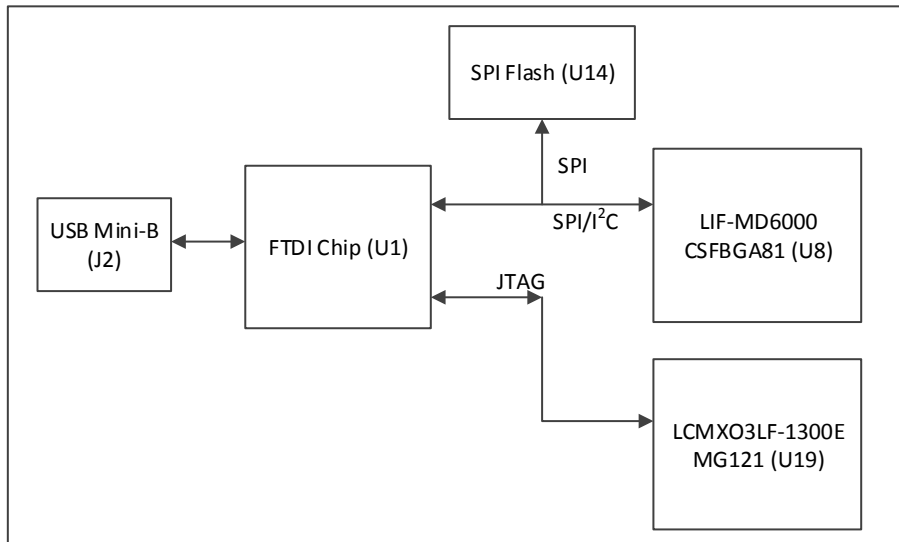 SPI Flash (U14)
SPI
USB Mini-B
(J2)
FTDI Chip (U1)
SPI/I²C
LIF-MD6000
CSFBGA81 (U8)
JTAG
LCMXO3LF-1300E
MG121 (U19)